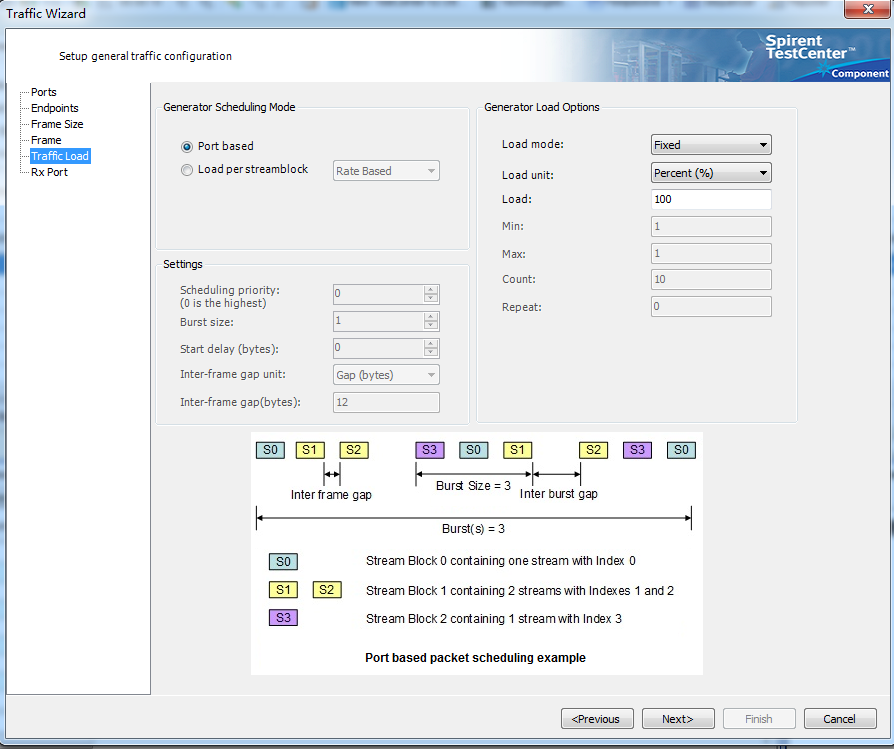 Traffic Wizard
Setup general traffic configuration
Spirent
TestCenter™
Component
Ports
Endpoints
Frame Size
Frame
Traffic Load
Rx Port
Generator Scheduling Mode
Port based
Load per streamblock
Rate Based
Settings
Scheduling priority:
(0 is the highest)
0
Burst size:
1
Start delay (bytes):
0
Inter-frame gap unit:
Gap (bytes)
Inter-frame gap(bytes):
12
Generator Load Options
Load mode:
Fixed
Load unit:
Percent (%)
Load:
100
Min:
1
Max:
1
Count:
10
Repeat:
0
S0 S1 S2 S3 S0 S1 S2 S3 S0
Inter frame gap
Burst Size = 3
Inter burst gap
Burst(s) = 3
S0 Stream Block 0 containing one stream with Index 0
S1 S2 Stream Block 1 containing 2 streams with Indexes 1 and 2
S3 Stream Block 2 containing 1 stream with Index 3
Port based packet scheduling example
<Previous
Next>
Finish
Cancel